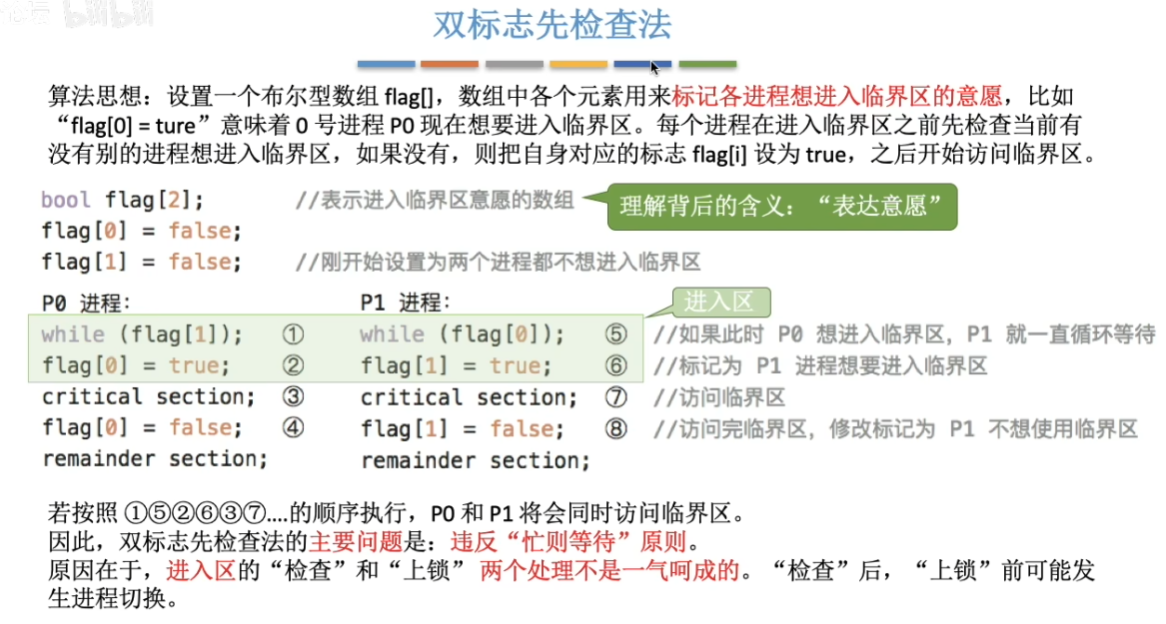 双标志先检查法
算法思想：设置一个布尔型数组 flag[]，数组中各个元素用来标记各进程想进入临界区的意愿，比如
“flag[0] = ture”意味着 0 号进程 P0 现在想要进入临界区。每个进程在进入临界区之前先检查当前有
没有别的进程想进入临界区，如果没有，则把自身对应的标志 flag[i] 设为 true，之后开始访问临界区。
bool flag[2]; //表示进入临界区意愿的数组 理解背后的含义：“表达意愿”
flag[0] = false;
flag[1] = false; //刚开始设置为两个进程都不想进入临界区
P0 进程: P1 进程: 进入区
while (flag[1]); ① while (flag[0]); ⑤ //如果此时 P0 想进入临界区，P1 就一直循环等待
flag[0] = true; ② flag[1] = true; ⑥ //标记为 P1 进程想要进入临界区
critical section; ③ critical section; ⑦ //访问临界区
flag[0] = false; ④ flag[1] = false; ⑧ //访问完临界区，修改标记为 P1 不想使用临界区
remainder section; remainder section;
若按照 ①⑤②⑥③⑦....的顺序执行，P0 和 P1 将会同时访问临界区。
因此，双标志先检查法的主要问题是：违反“忙则等待”原则。
原因在于，进入区的“检查”和“上锁” 两个处理不是一气呵成的。“检查”后，“上锁”前可能发
生进程切换。